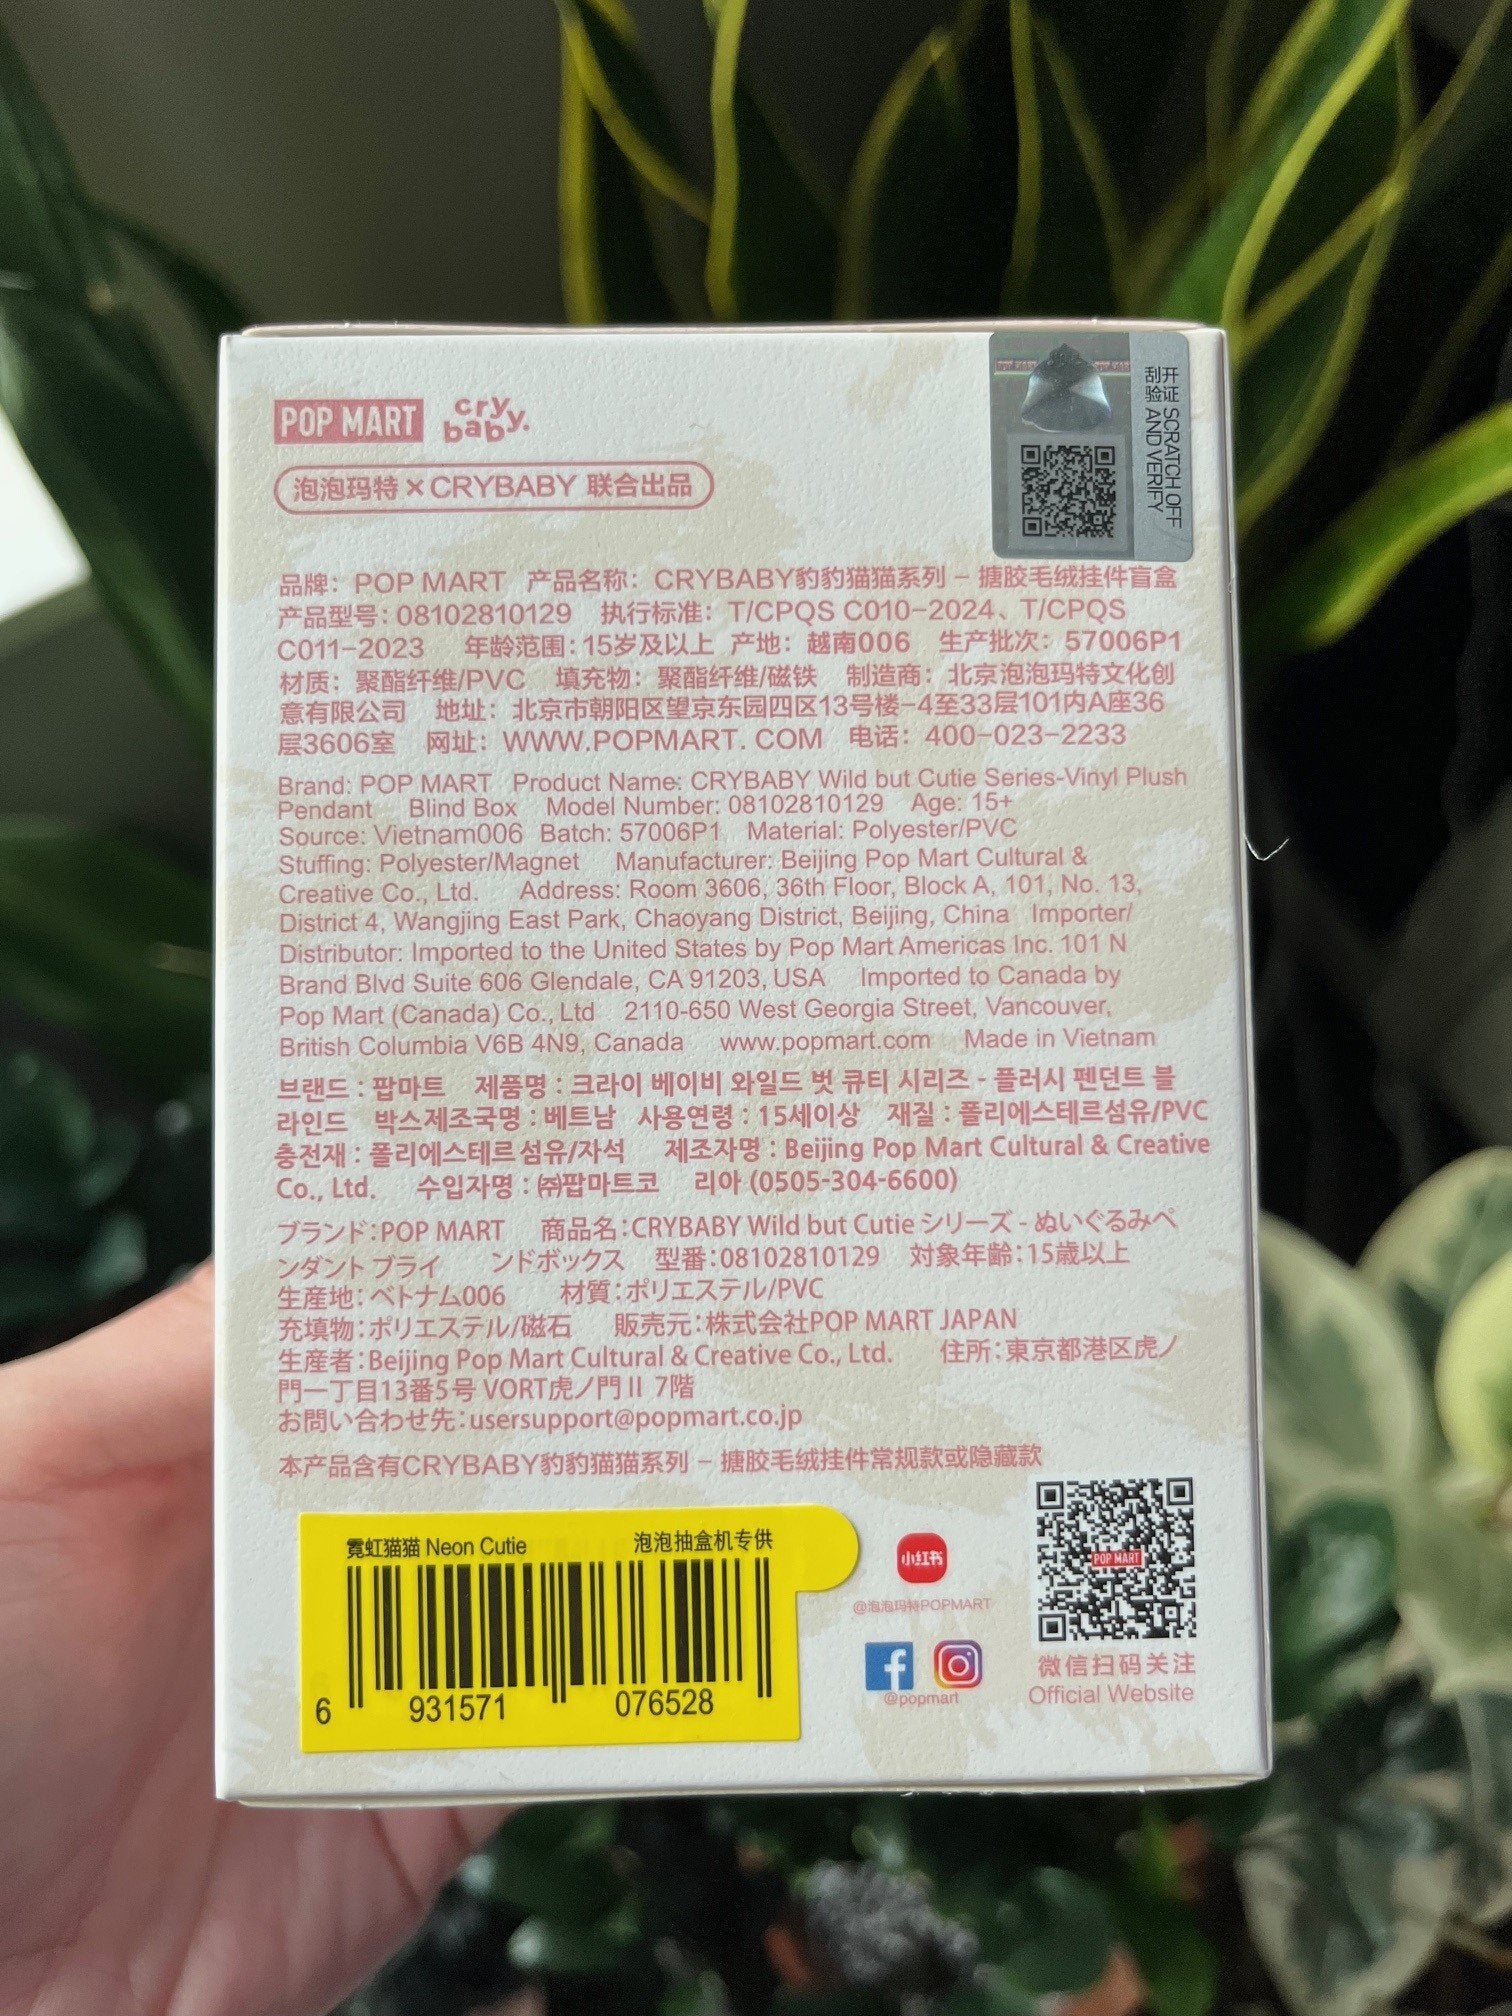 POP MART cry baby.
开证 SCRATCH OFF
刮验 AND VERIFY
泡泡玛特×CRYBABY 联合出品
品牌：POP MART 产品名称：CRYBABY豹豹猫猫系列－搪胶毛绒挂件盲盒
产品型号：08102810129 执行标准：T/CPQS C010-2024、T/CPQS
C011-2023 年龄范围：15岁及以上 产地：越南006 生产批次：57006P1
材质：聚酯纤维/PVC 填充物：聚酯纤维/磁铁 制造商：北京泡泡玛特文化创
意有限公司 地址：北京市朝阳区望京东园四区13号楼-4至33层101内A座36
层3606室 网址：WWW.POPMART. COM 电话：400-023-2233
Brand: POP MART Product Name: CRYBABY Wild but Cutie Series-Vinyl Plush
Pendant Blind Box Model Number: 08102810129 Age: 15+
Source: Vietnam006 Batch: 57006P1 Material: Polyester/PVC
Stuffing: Polyester/Magnet Manufacturer: Beijing Pop Mart Cultural &
Creative Co., Ltd. Address: Room 3606, 36th Floor, Block A, 101, No. 13,
District 4, Wangjing East Park, Chaoyang District, Beijing, China Importer/
Distributor: Imported to the United States by Pop Mart Americas Inc. 101 N
Brand Blvd Suite 606 Glendale, CA 91203, USA Imported to Canada by
Pop Mart (Canada) Co., Ltd 2110-650 West Georgia Street, Vancouver,
British Columbia V6B 4N9, Canada www.popmart.com Made in Vietnam
브랜드 : 팝마트 제품명 : 크라이 베이비 와일드 벗 큐티 시리즈 - 플러시 펜던트 블
라인드 박스제조국명 : 베트남 사용연령 : 15세이상 재질 : 폴리에스테르섬유/PVC
충전재 : 폴리에스테르섬유/자석 제조자명 : Beijing Pop Mart Cultural & Creative
Co., Ltd. 수입자명 : ㈜팝마트코 리아 (0505-304-6600)
ブランド：POP MART 商品名：CRYBABY Wild but Cutie シリーズ - ぬいぐるみペ
ンダント ブライ ンドボックス 型番：08102810129 対象年齢：15歳以上
生産地：ベトナム006 材質：ポリエステル/PVC
充填物：ポリエステル/磁石 販売元：株式会社POP MART JAPAN
生産者：Beijing Pop Mart Cultural & Creative Co., Ltd. 住所：東京都港区虎ノ
門一丁目13番5号 VORT虎ノ門Ⅱ 7階
お問い合わせ先：usersupport@popmart.co.jp
本产品含有CRYBABY豹豹猫猫系列－搪胶毛绒挂件常规款或隐藏款
霓虹猫猫 Neon Cutie 泡泡抽盒机专供
6 931571 076528
小红书
@泡泡玛特POPMART
@popmart
POP MART
微信扫码关注
Official Website